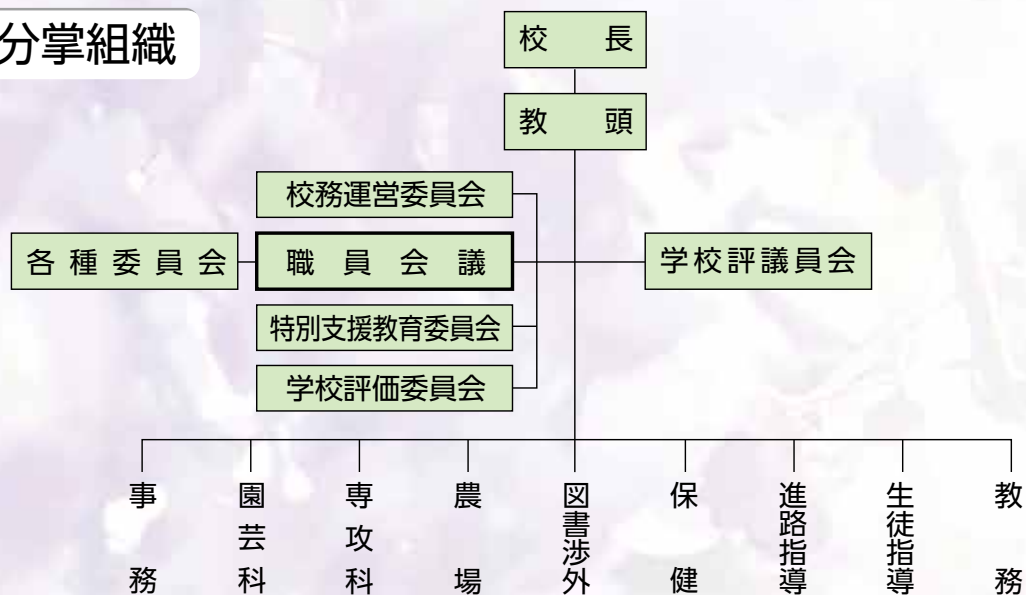 分掌組織
校長
教頭
校務運営委員会
各種委員会
職員会議
学校評議員会
特別支援教育委員会
学校評価委員会
事務
園芸科
専攻科
農場
図書渉外
保健
進路指導
生徒指導
教務